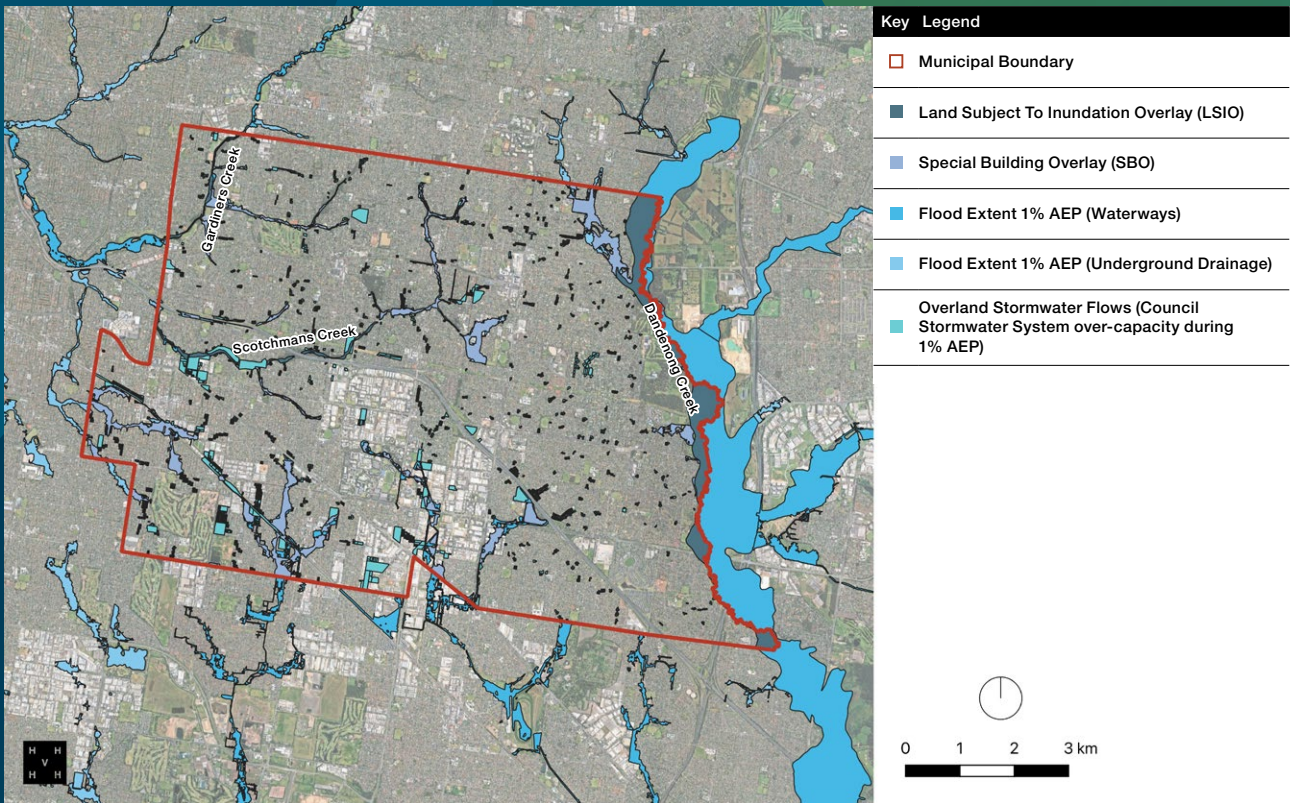 Key Legend
Municipal Boundary
Land Subject To Inundation Overlay (LSIO)
Special Building Overlay (SBO)
Flood Extent 1% AEP (Waterways)
Flood Extent 1% AEP (Underground Drainage)
Overland Stormwater Flows (Council
Stormwater System over-capacity during
1% AEP)
Gardiners Creek
Scotchmans Creek
Dandenong Creek
0 1 2 3 km
H H
V
H H